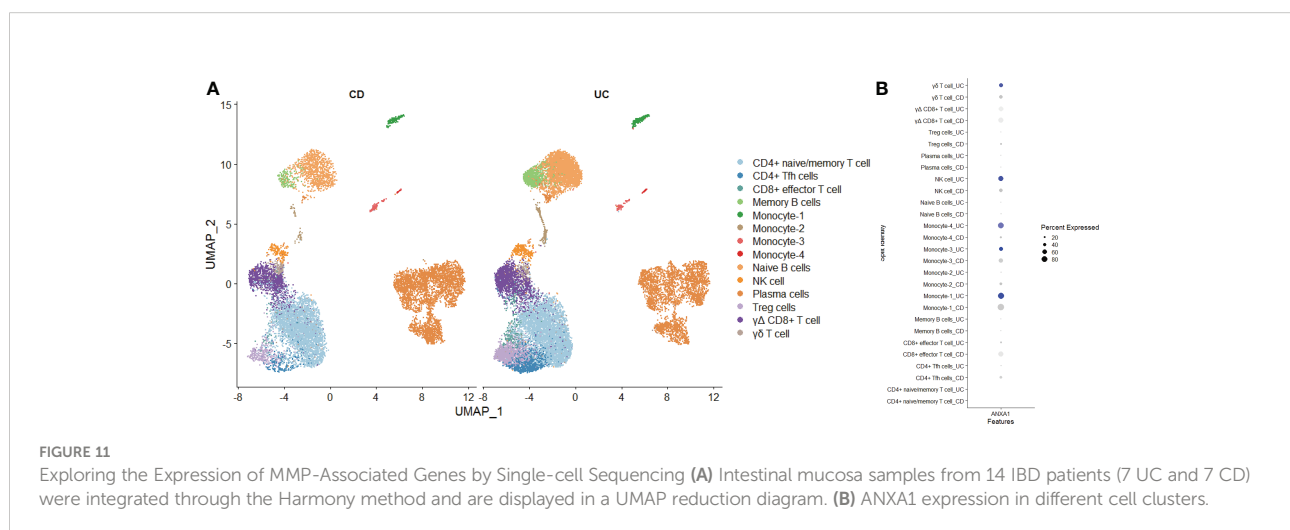 A
B
CD
UC
15
10
5
0
-5
UMAP_2
-8
-4
0
4
8
12
-8
-4
0
4
8
12
UMAP_1
CD4+ naive/memory T cell
CD4+ Tfh cells
CD8+ effector T cell
Memory B cells
Monocyte-1
Monocyte-2
Monocyte-3
Monocyte-4
Naive B cells
NK cell
Plasma cells
Treg cells
γΔ CD8+ T cell
γδ T cell
γδ T cell_UC
γδ T cell_CD
γΔ CD8+ T cell_UC
γΔ CD8+ T cell_CD
Treg cells_UC
Treg cells_CD
Plasma cells_UC
Plasma cells_CD
NK cell_UC
NK cell_CD
Naive B cells_UC
Naive B cells_CD
Monocyte-4_UC
Monocyte-4_CD
Monocyte-3_UC
Monocyte-3_CD
Monocyte-2_UC
Monocyte-2_CD
Monocyte-1_UC
Monocyte-1_CD
Memory B cells_UC
Memory B cells_CD
CD8+ effector T cell_UC
CD8+ effector T cell_CD
CD4+ Tfh cells_UC
CD4+ Tfh cells_CD
CD4+ naive/memory T cell_UC
CD4+ naive/memory T cell_CD
ANXA1
Features
Percent Expressed
20
40
60
80
FIGURE 11
Exploring the Expression of MMP-Associated Genes by Single-cell Sequencing (A) Intestinal mucosa samples from 14 IBD patients (7 UC and 7 CD)
were integrated through the Harmony method and are displayed in a UMAP reduction diagram. (B) ANXA1 expression in different cell clusters.